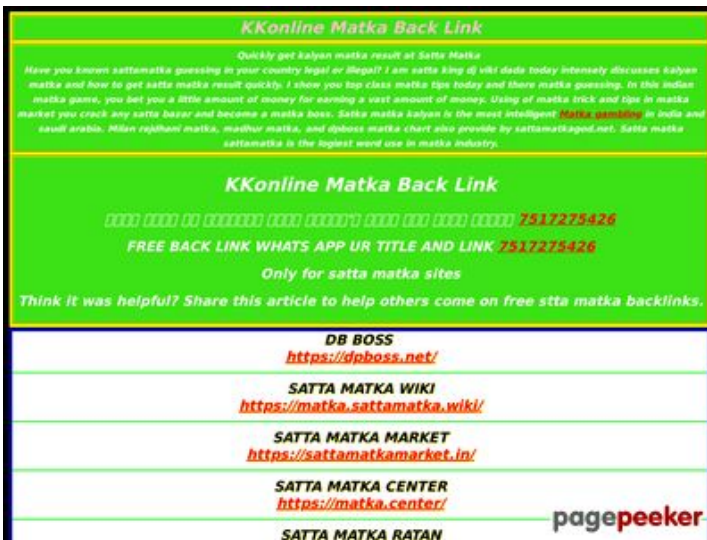 KKonline Matka Back Link
Quickly get kalyan matka result at Satta Matka
Have you known sattamatka guessing in your country legal or illegal? I am satta king dj viki dada today intensely discusses kalyan
matka and how to get satta matka result quickly. I show you top class matka tips today and there matka guessing. In this indian
matka game, you bet you a little amount of money for earning a vast amount of money. Using of matka trick and tips in matka
market you crack any satta bazar and become a matka boss. Satka matka kalyan is the most intelligent Matka gambling in india and
saudi arabia. Milan rajdhani matka, madhur matka, and dpboss matka chart also provide by sattamatkagod.net. Satta matka
sattamatka is the logiest word use in matka industry.
KKonline Matka Back Link
7517275426
FREE BACK LINK WHATS APP UR TITLE AND LINK 7517275426
Only for satta matka sites
Think it was helpful? Share this article to help others come on free stta matka backlinks.
DB BOSS
https://dpboss.net/
SATTA MATKA WIKI
https://matka.sattamatka.wiki/
SATTA MATKA MARKET
https://sattamatkamarket.in/
SATTA MATKA CENTER
https://matka.center/
SATTA MATKA RATAN
pagepeeker